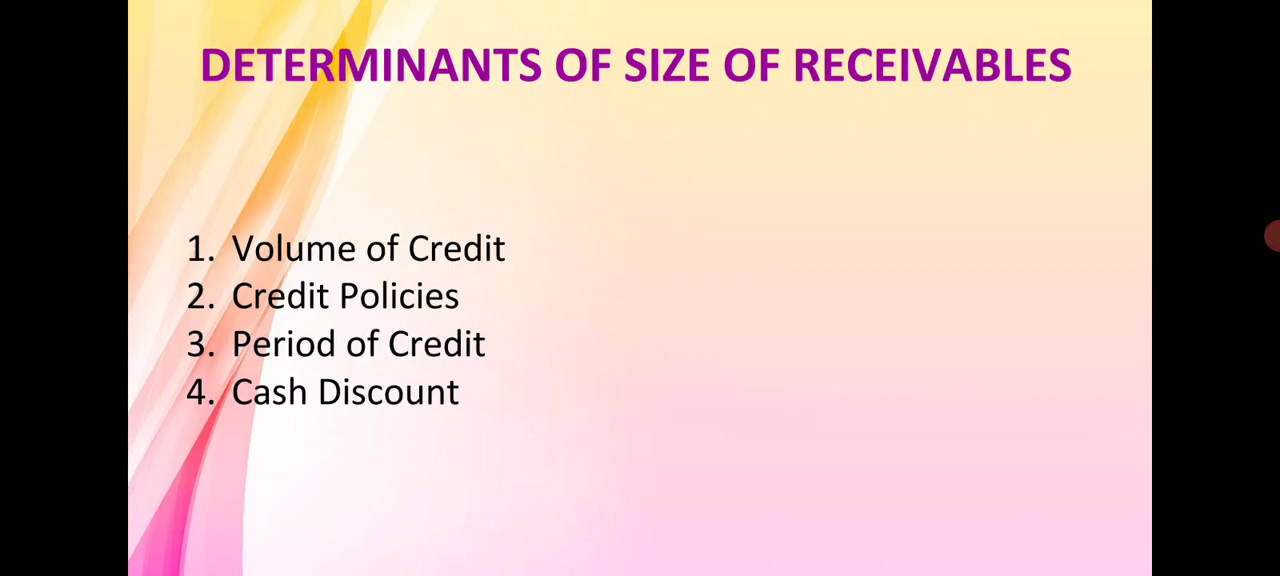 DETERMINANTS OF SIZE OF RECEIVABLES
1. Volume of Credit
2. Credit Policies
3. Period of Credit
4. Cash Discount